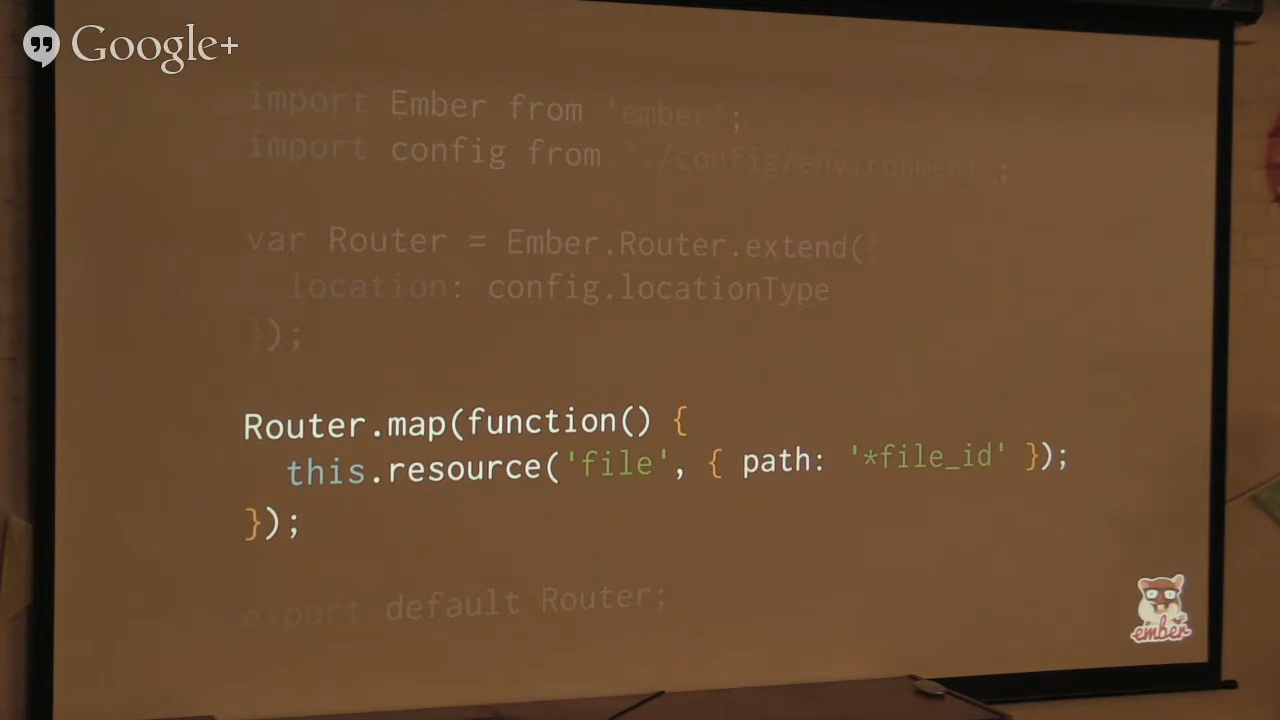 Google+
import Ember from 'ember';
import config from './config/environment';
var Router = Ember.Router.extend({
location: config.locationType
});
Router.map(function() {
this.resource('file', { path: '*file_id' });
});
export default Router;
ember